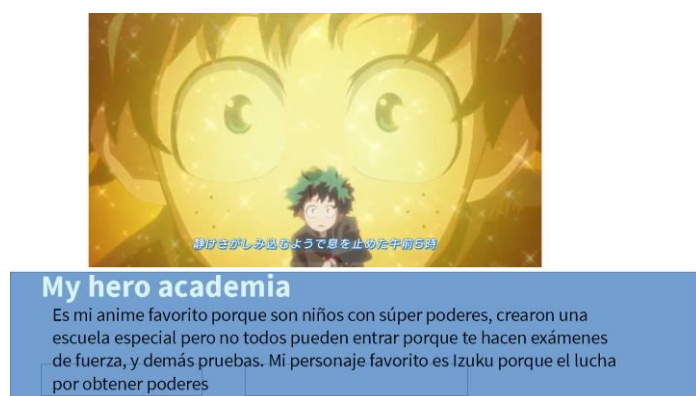 静けさがしみ込むようで息を止めた午前5時
My hero academia
Es mi anime favorito porque son niños con súper poderes, crearon una
escuela especial pero no todos pueden entrar porque te hacen exámenes
de fuerza, y demás pruebas. Mi personaje favorito es Izuku porque el lucha
por obtener poderes